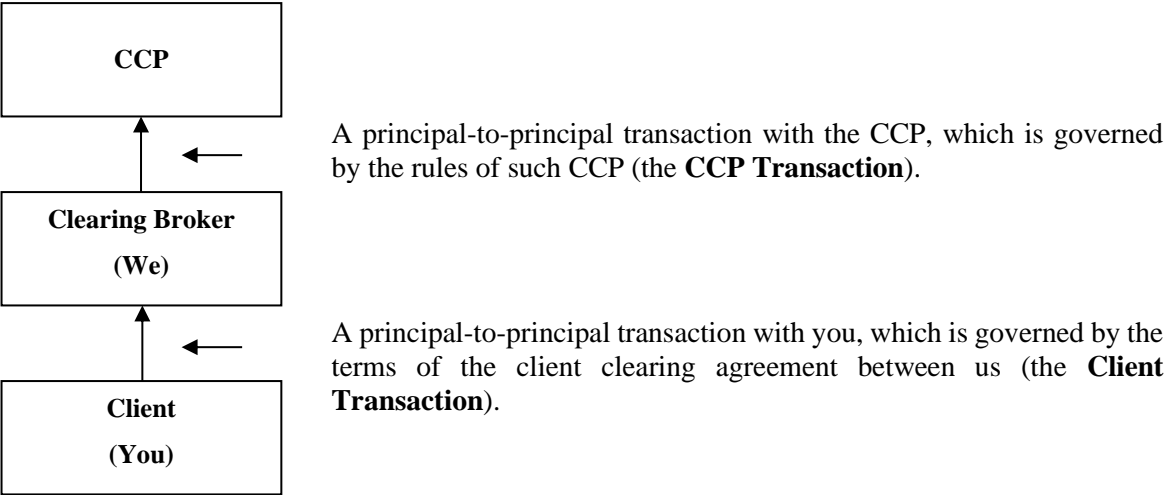 CCP
A principal-to-principal transaction with the CCP, which is governed
by the rules of such CCP (the CCP Transaction).
Clearing Broker
(We)
A principal-to-principal transaction with you, which is governed by the
terms of the client clearing agreement between us (the Client
Transaction).
Client
(You)